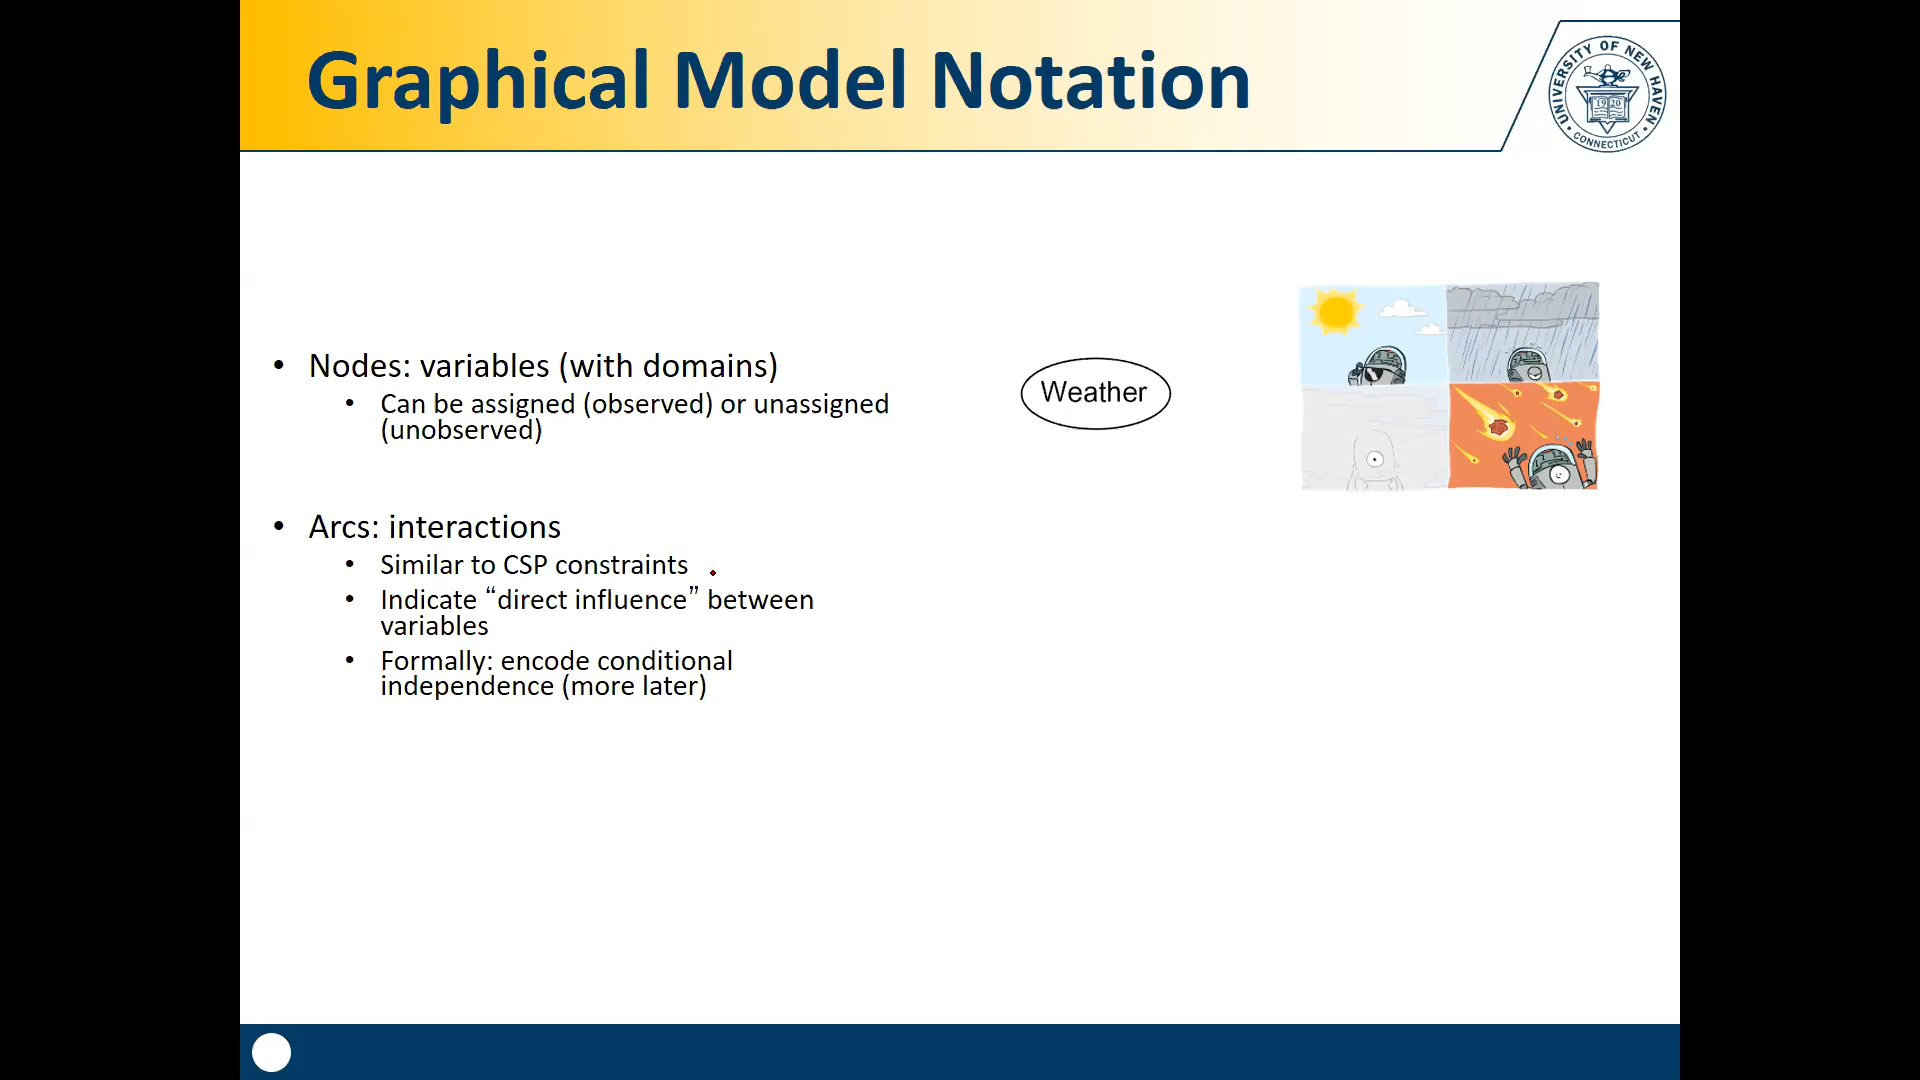 Graphical Model Notation
UNIVERSITY OF NEW HAVEN
1920
CONNECTICUT
• Nodes: variables (with domains)
• Can be assigned (observed) or unassigned
(unobserved)
Weather
• Arcs: interactions
• Similar to CSP constraints
• Indicate “direct influence” between
variables
• Formally: encode conditional
independence (more later)